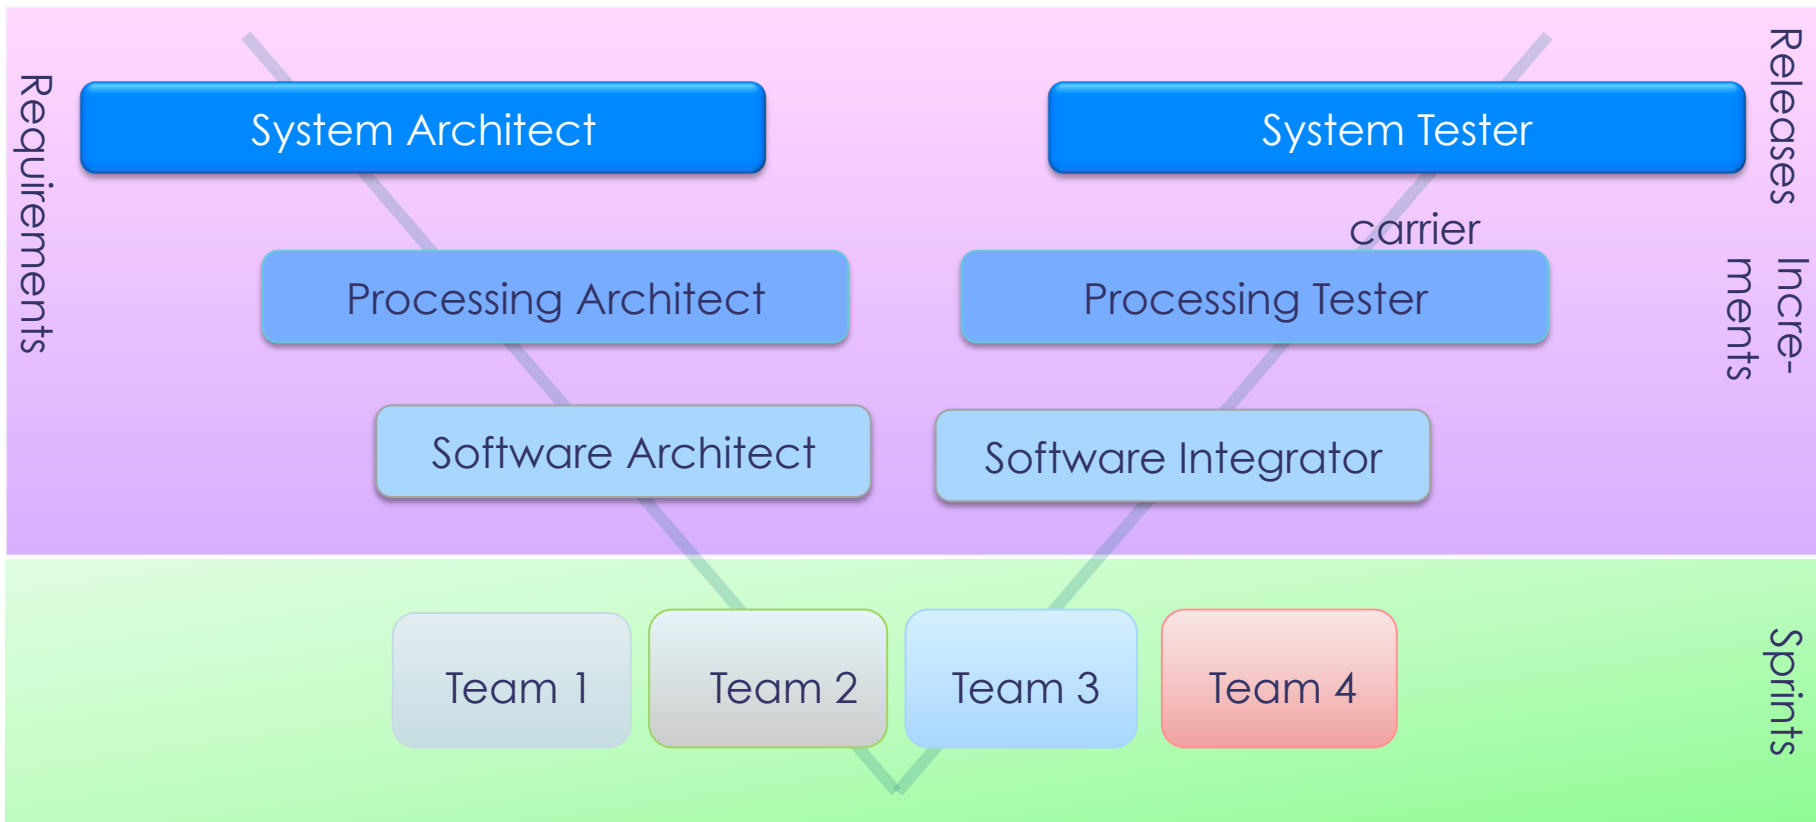 Requirements
System Architect
System Tester
Releases
carrier
Processing Architect
Processing Tester
Incre-
ments
Software Architect
Software Integrator
Team 1
Team 2
Team 3
Team 4
Sprints